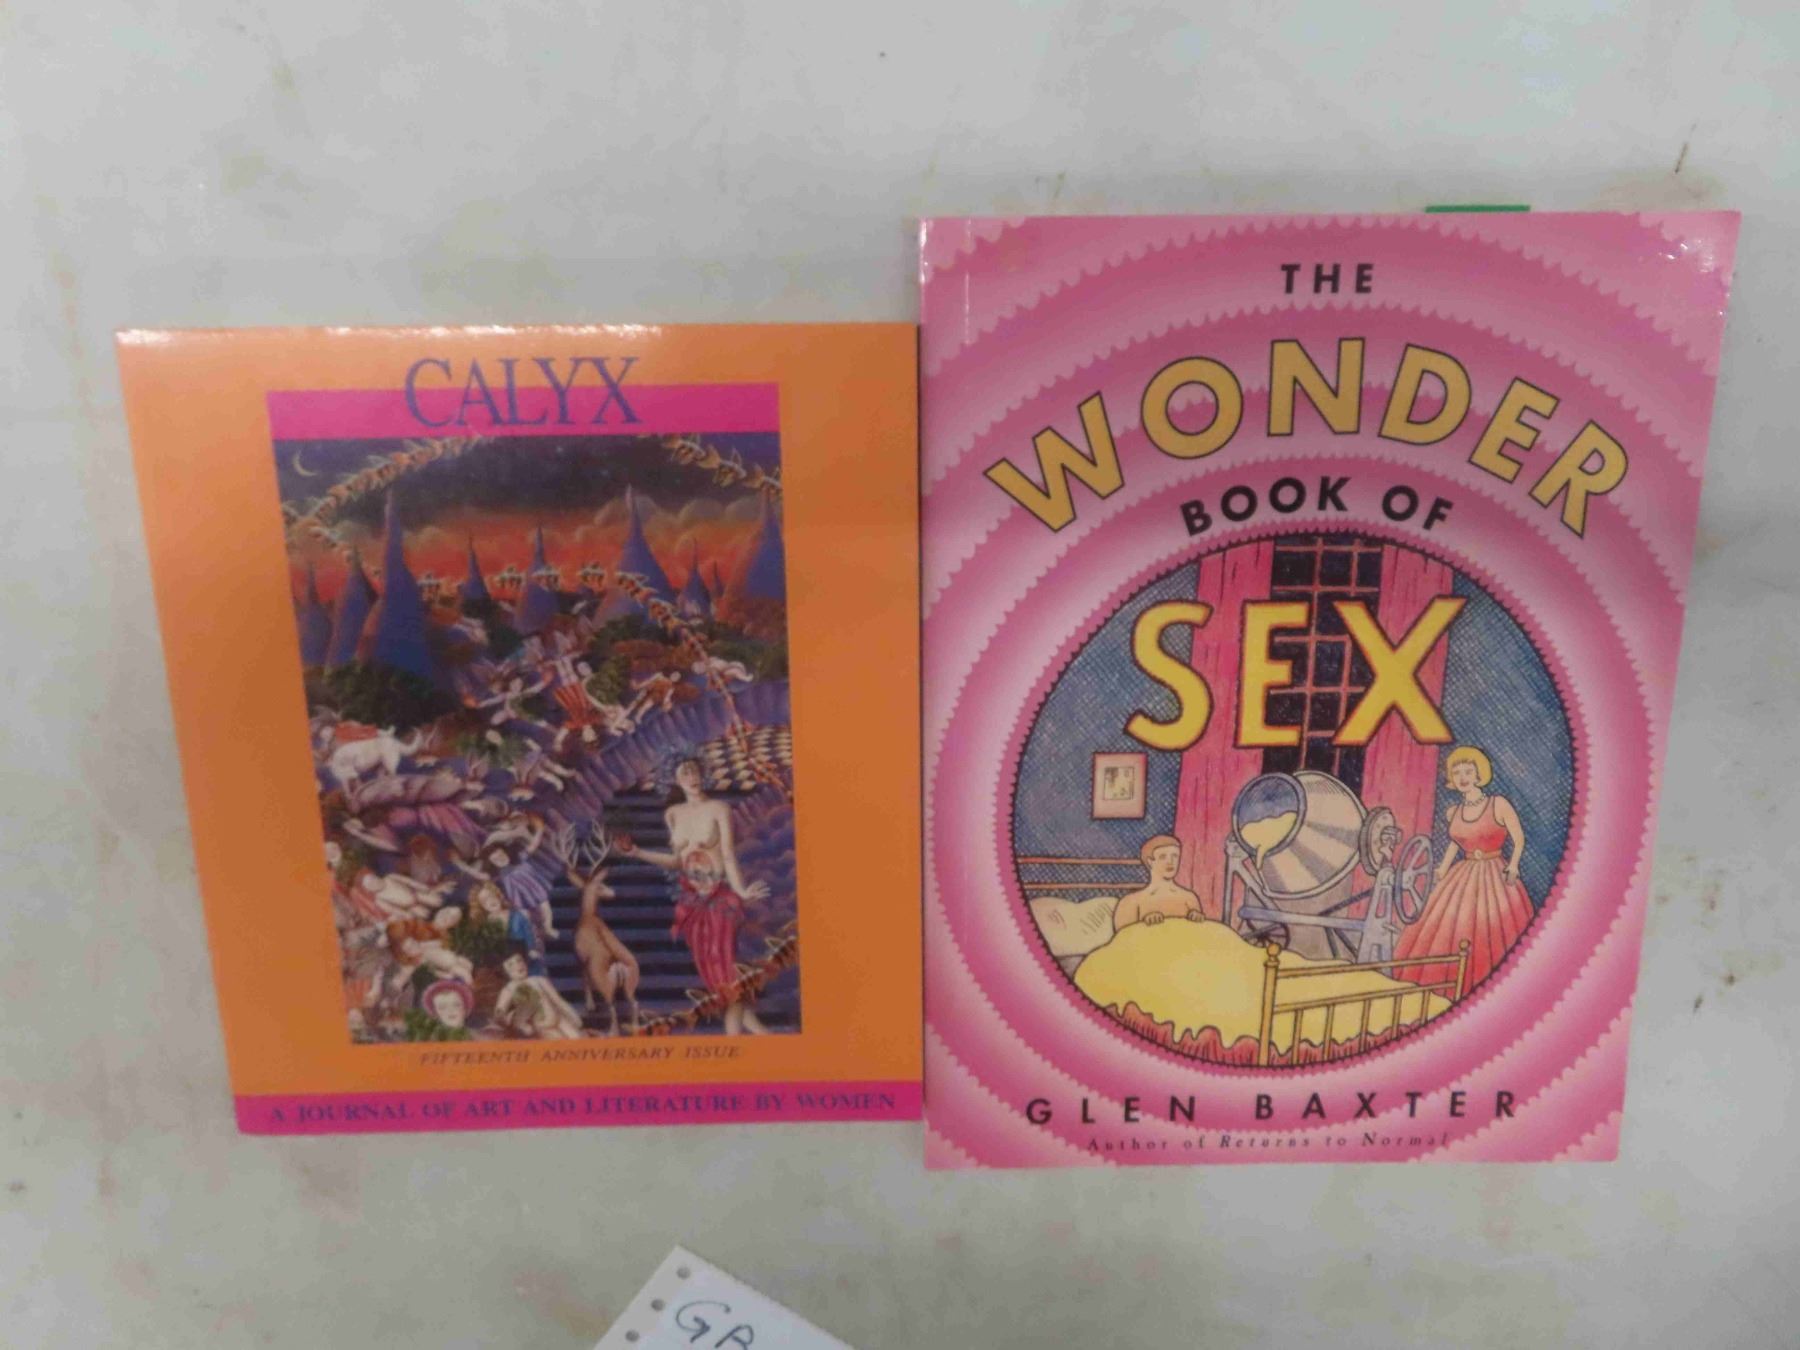 CALYX
FIFTEENTH ANNIVERSARY ISSUE
A JOURNAL OF ART AND LITERATURE BY WOMEN
THE
WONDER
BOOK OF
SEX
GLEN BAXTER
Author of Returns to Normal